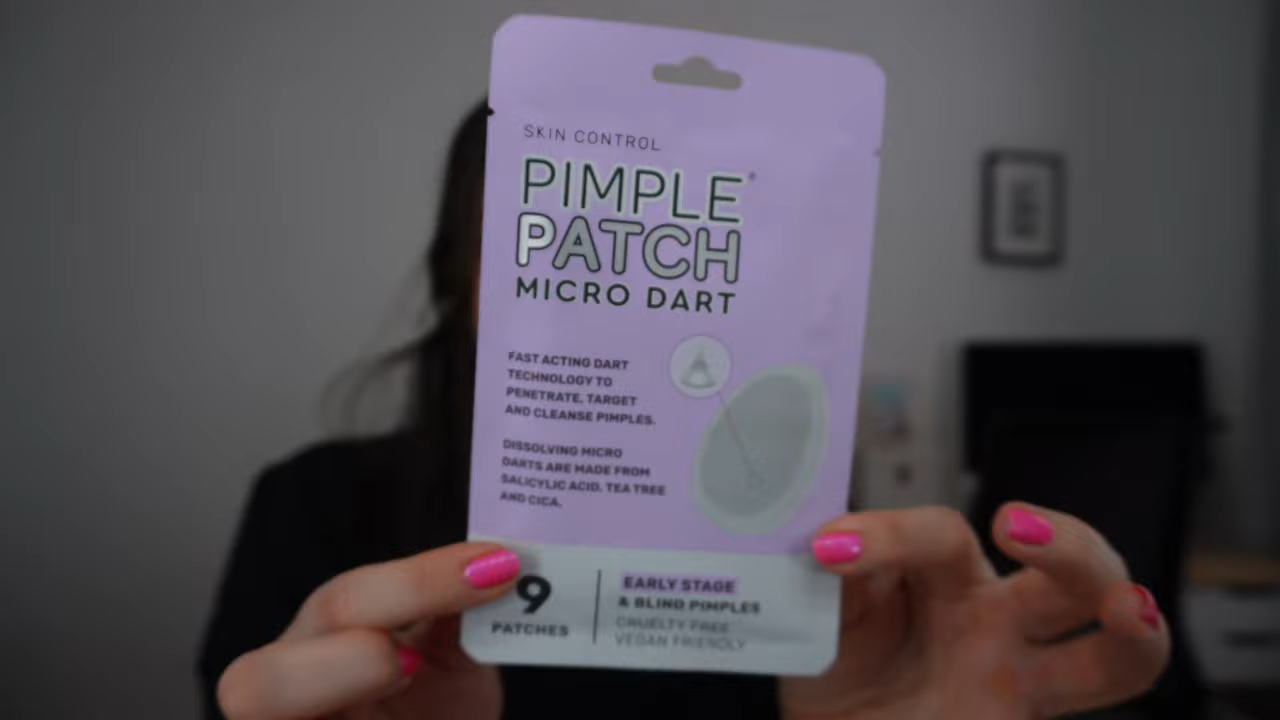 SKIN CONTROL
PIMPLE
PATCH
MICRO DART
FAST ACTING DART
TECHNOLOGY TO
PENETRATE, TARGET
AND CLEANSE PIMPLES.
DISSOLVING MICRO
DARTS ARE MADE FROM
SALICYLIC ACID, TEA TREE
AND CICA.
9
PATCHES
EARLY STAGE
& BLIND PIMPLES
CRUELTY FREE
VEGAN FRIENDLY